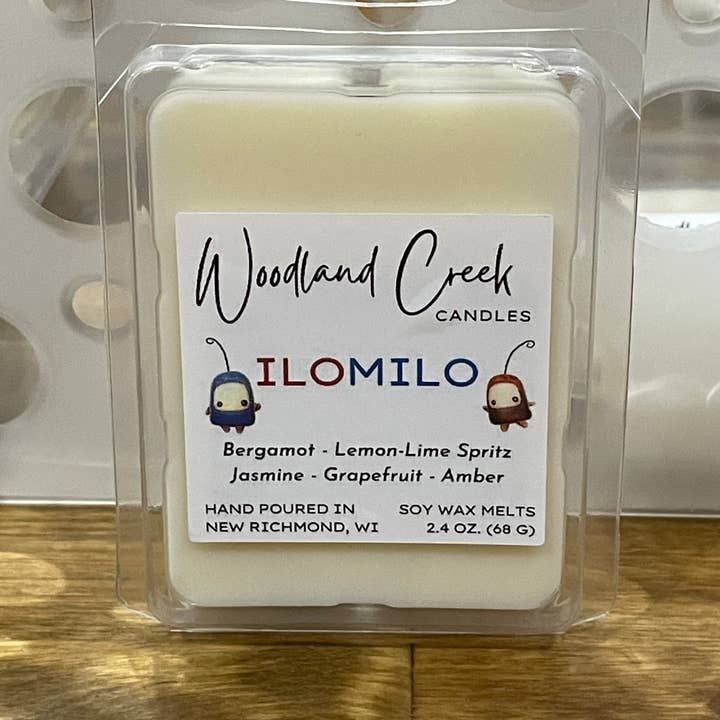 Woodland Creek
CANDLES
ILOMILO
Bergamot - Lemon-Lime Spritz
Jasmine - Grapefruit - Amber
HAND POURED IN
NEW RICHMOND, WI
SOY WAX MELTS
2.4 OZ. (68 G)